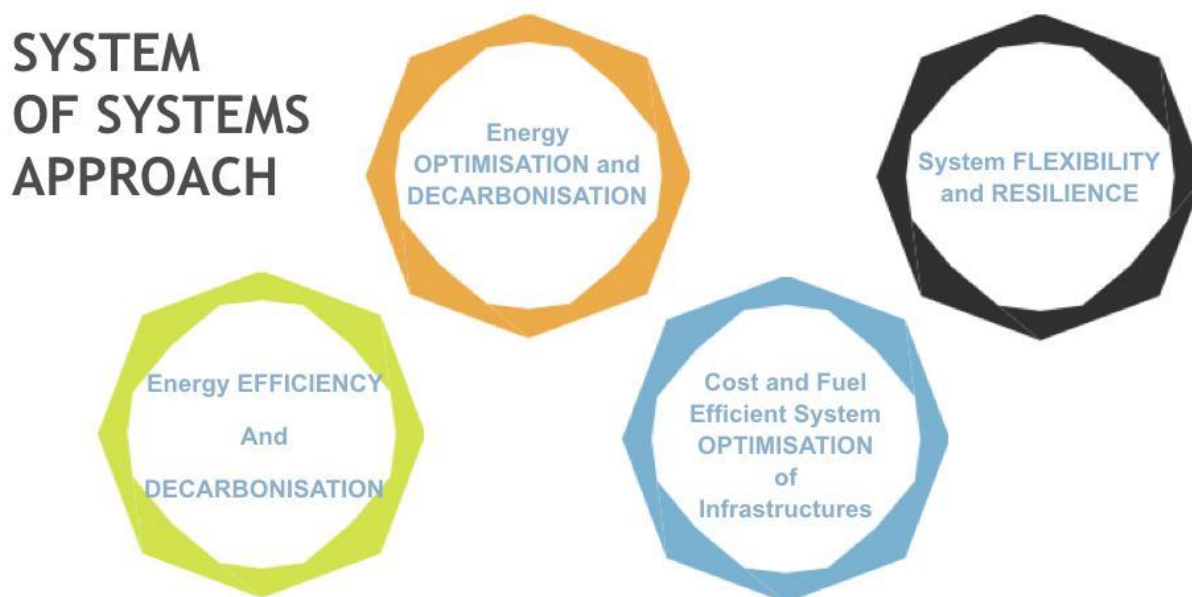 SYSTEM
OF SYSTEMS
APPROACH
Energy
OPTIMISATION and
DECARBONISATION
System FLEXIBILITY
and RESILIENCE
Energy EFFICIENCY
And
DECARBONISATION
Cost and Fuel
Efficient System
OPTIMISATION
of
Infrastructures